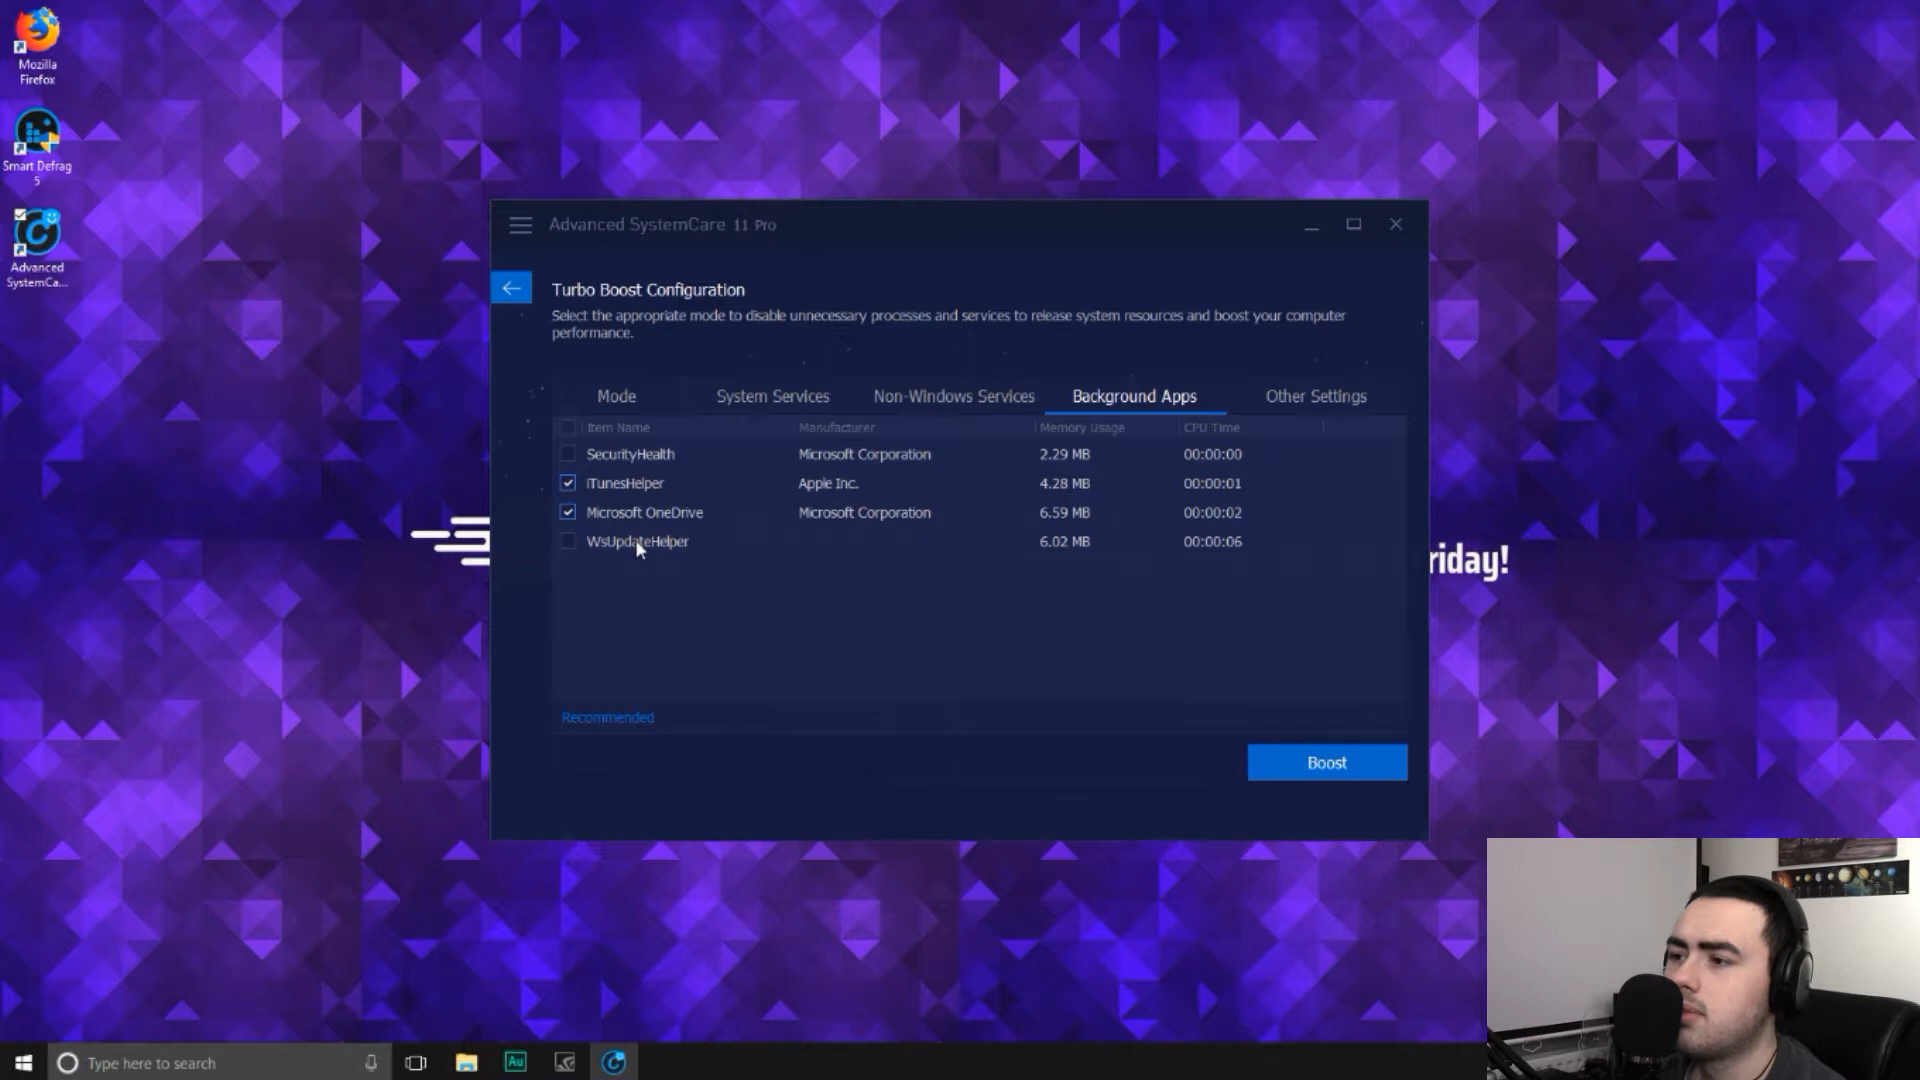 Mozilla
Firefox
Smart Defrag
5
Advanced
SystemCa...
Advanced SystemCare 11 Pro
Turbo Boost Configuration
Select the appropriate mode to disable unnecessary processes and services to release system resources and boost your computer
performance.
Mode System Services Non-Windows Services Background Apps Other Settings
Item Name Manufacturer Memory Usage CPU Time
SecurityHealth Microsoft Corporation 2.29 MB 00:00:00
iTunesHelper Apple Inc. 4.28 MB 00:00:01
Microsoft OneDrive Microsoft Corporation 6.59 MB 00:00:02
WsUpdateHelper 6.02 MB 00:00:06
riday!
Recommended
Boost
Type here to search
Au